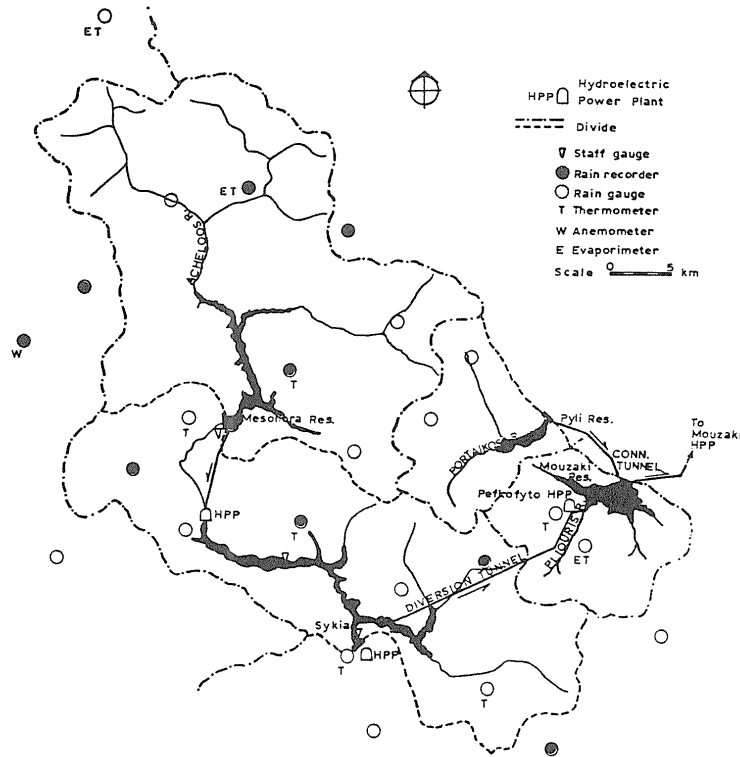 ET
HPP Hydroelectric
Power Plant
Divide
Staff gauge
Rain recorder
Rain gauge
T Thermometer
W Anemometer
E Evaporimeter
Scale 0 5 km
ET
ACHELOOS R.
W
T
Mesohora Res.
T
Pyli Res.
To
Mouzaki
HPP
PORTAIKOS R.
CONN.
TUNNEL
Mouzaki
Res.
Pefkofyto HPP
T
HPP
T
PLIOURIS R.
ET
DIVERSION TUNNEL
Sykia
HPP
T
T